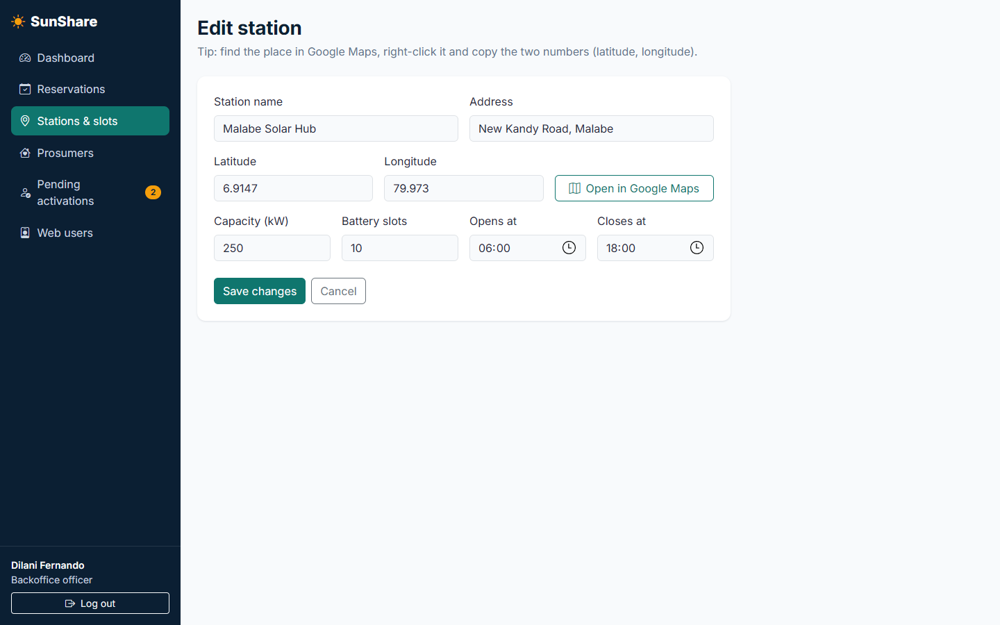 SunShare
Dashboard
Reservations
Stations & slots
Prosumers
Pending
activations
2
Web users
Dilani Fernando
Backoffice officer
Log out
Edit station
Tip: find the place in Google Maps, right-click it and copy the two numbers (latitude, longitude).
Station name
Address
Malabe Solar Hub
New Kandy Road, Malabe
Latitude
Longitude
6.9147
79.973
Open in Google Maps
Capacity (kW)
Battery slots
Opens at
Closes at
250
10
06:00
18:00
Save changes
Cancel